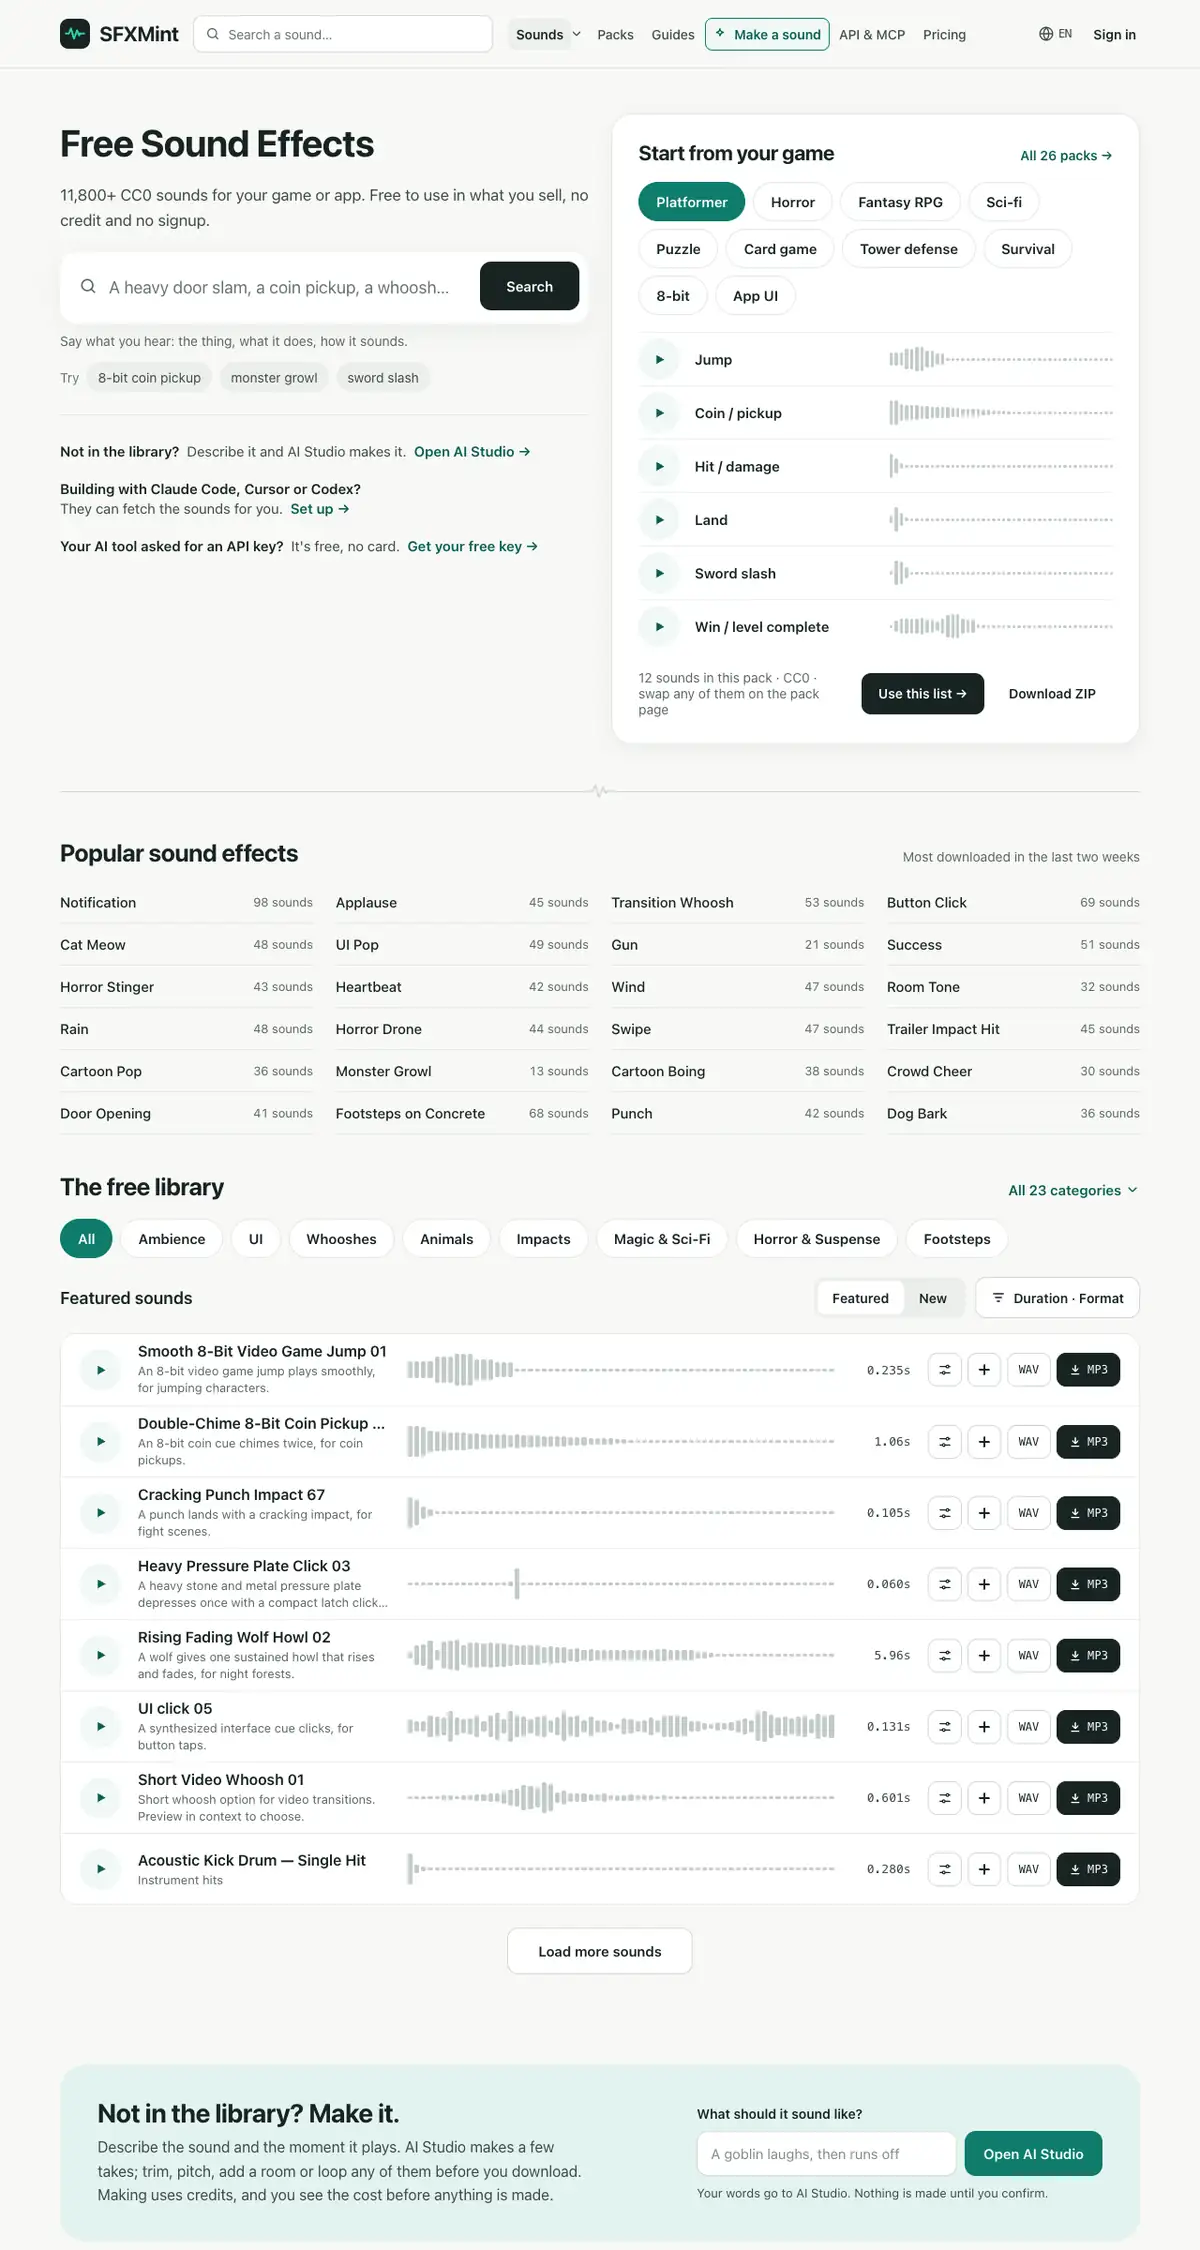 SFXMint
Search a sound...
Sounds
Packs
Guides
Make a sound
API & MCP
Pricing
EN
Sign in
Free Sound Effects
11,800+ CC0 sounds for your game or app. Free to use in what you sell, no
credit and no signup.
A heavy door slam, a coin pickup, a whoosh...
Search
Say what you hear: the thing, what it does, how it sounds.
Try
8-bit coin pickup
monster growl
sword slash
Not in the library? Describe it and AI Studio makes it. Open AI Studio →
Building with Claude Code, Cursor or Codex?
They can fetch the sounds for you. Set up →
Your AI tool asked for an API key? It's free, no card. Get your free key →
Start from your game
All 26 packs →
Platformer
Horror
Fantasy RPG
Sci-fi
Puzzle
Card game
Tower defense
Survival
8-bit
App UI
Jump
Coin / pickup
Hit / damage
Land
Sword slash
Win / level complete
12 sounds in this pack · CC0 ·
swap any of them on the pack
page
Use this list →
Download ZIP
Popular sound effects
Most downloaded in the last two weeks
Notification 98 sounds
Applause 45 sounds
Transition Whoosh 53 sounds
Button Click 69 sounds
Cat Meow 48 sounds
UI Pop 49 sounds
Gun 21 sounds
Success 51 sounds
Horror Stinger 43 sounds
Heartbeat 42 sounds
Wind 47 sounds
Room Tone 32 sounds
Rain 48 sounds
Horror Drone 44 sounds
Swipe 47 sounds
Trailer Impact Hit 45 sounds
Cartoon Pop 36 sounds
Monster Growl 13 sounds
Cartoon Boing 38 sounds
Crowd Cheer 30 sounds
Door Opening 41 sounds
Footsteps on Concrete 68 sounds
Punch 42 sounds
Dog Bark 36 sounds
The free library
All 23 categories
All
Ambience
UI
Whooshes
Animals
Impacts
Magic & Sci-Fi
Horror & Suspense
Footsteps
Featured sounds
Featured
New
Duration · Format
Smooth 8-Bit Video Game Jump 01
An 8-bit video game jump plays smoothly,
for jumping characters.
0.235s
WAV
MP3
Double-Chime 8-Bit Coin Pickup ...
An 8-bit coin cue chimes twice, for coin
pickups.
1.06s
WAV
MP3
Cracking Punch Impact 67
A punch lands with a cracking impact, for
fight scenes.
0.105s
WAV
MP3
Heavy Pressure Plate Click 03
A heavy stone and metal pressure plate
depresses once with a compact latch click...
0.060s
WAV
MP3
Rising Fading Wolf Howl 02
A wolf gives one sustained howl that rises
and fades, for night forests.
5.96s
WAV
MP3
UI click 05
A synthesized interface cue clicks, for
button taps.
0.131s
WAV
MP3
Short Video Whoosh 01
Short whoosh option for video transitions.
Preview in context to choose.
0.601s
WAV
MP3
Acoustic Kick Drum — Single Hit
Instrument hits
0.280s
WAV
MP3
Load more sounds
Not in the library? Make it.
Describe the sound and the moment it plays. AI Studio makes a few
takes; trim, pitch, add a room or loop any of them before you download.
Making uses credits, and you see the cost before anything is made.
What should it sound like?
A goblin laughs, then runs off
Open AI Studio
Your words go to AI Studio. Nothing is made until you confirm.